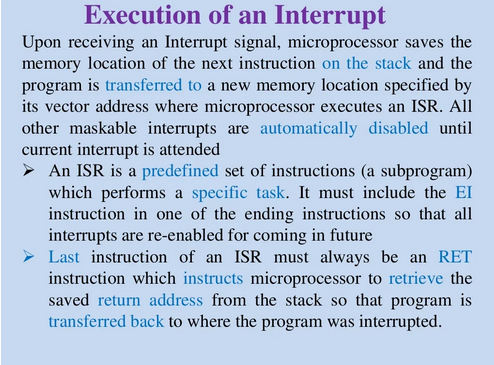 Execution of an Interrupt
Upon receiving an Interrupt signal, microprocessor saves the
memory location of the next instruction on the stack and the
program is transferred to a new memory location specified by
its vector address where microprocessor executes an ISR. All
other maskable interrupts are automatically disabled until
current interrupt is attended
➢ An ISR is a predefined set of instructions (a subprogram)
which performs a specific task. It must include the EI
instruction in one of the ending instructions so that all
interrupts are re-enabled for coming in future
➢ Last instruction of an ISR must always be an RET
instruction which instructs microprocessor to retrieve the
saved return address from the stack so that program is
transferred back to where the program was interrupted.